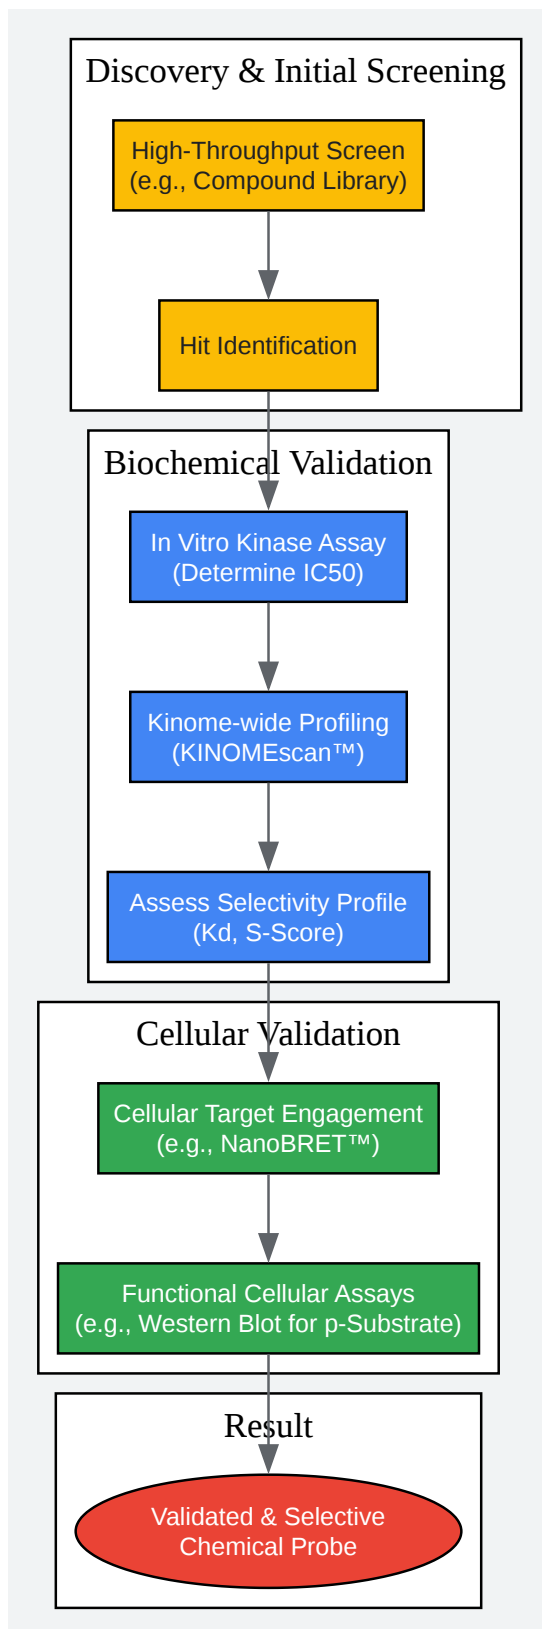 Discovery & Initial Screening
High-Throughput Screen
(e.g., Compound Library)
Hit Identification
Biochemical Validation
In Vitro Kinase Assay
(Determine IC50)
Kinome-wide Profiling
(KINOMEscan™)
Assess Selectivity Profile
(Kd, S-Score)
Cellular Validation
Cellular Target Engagement
(e.g., NanoBRET™)
Functional Cellular Assays
(e.g., Western Blot for p-Substrate)
Result
Validated & Selective
Chemical Probe